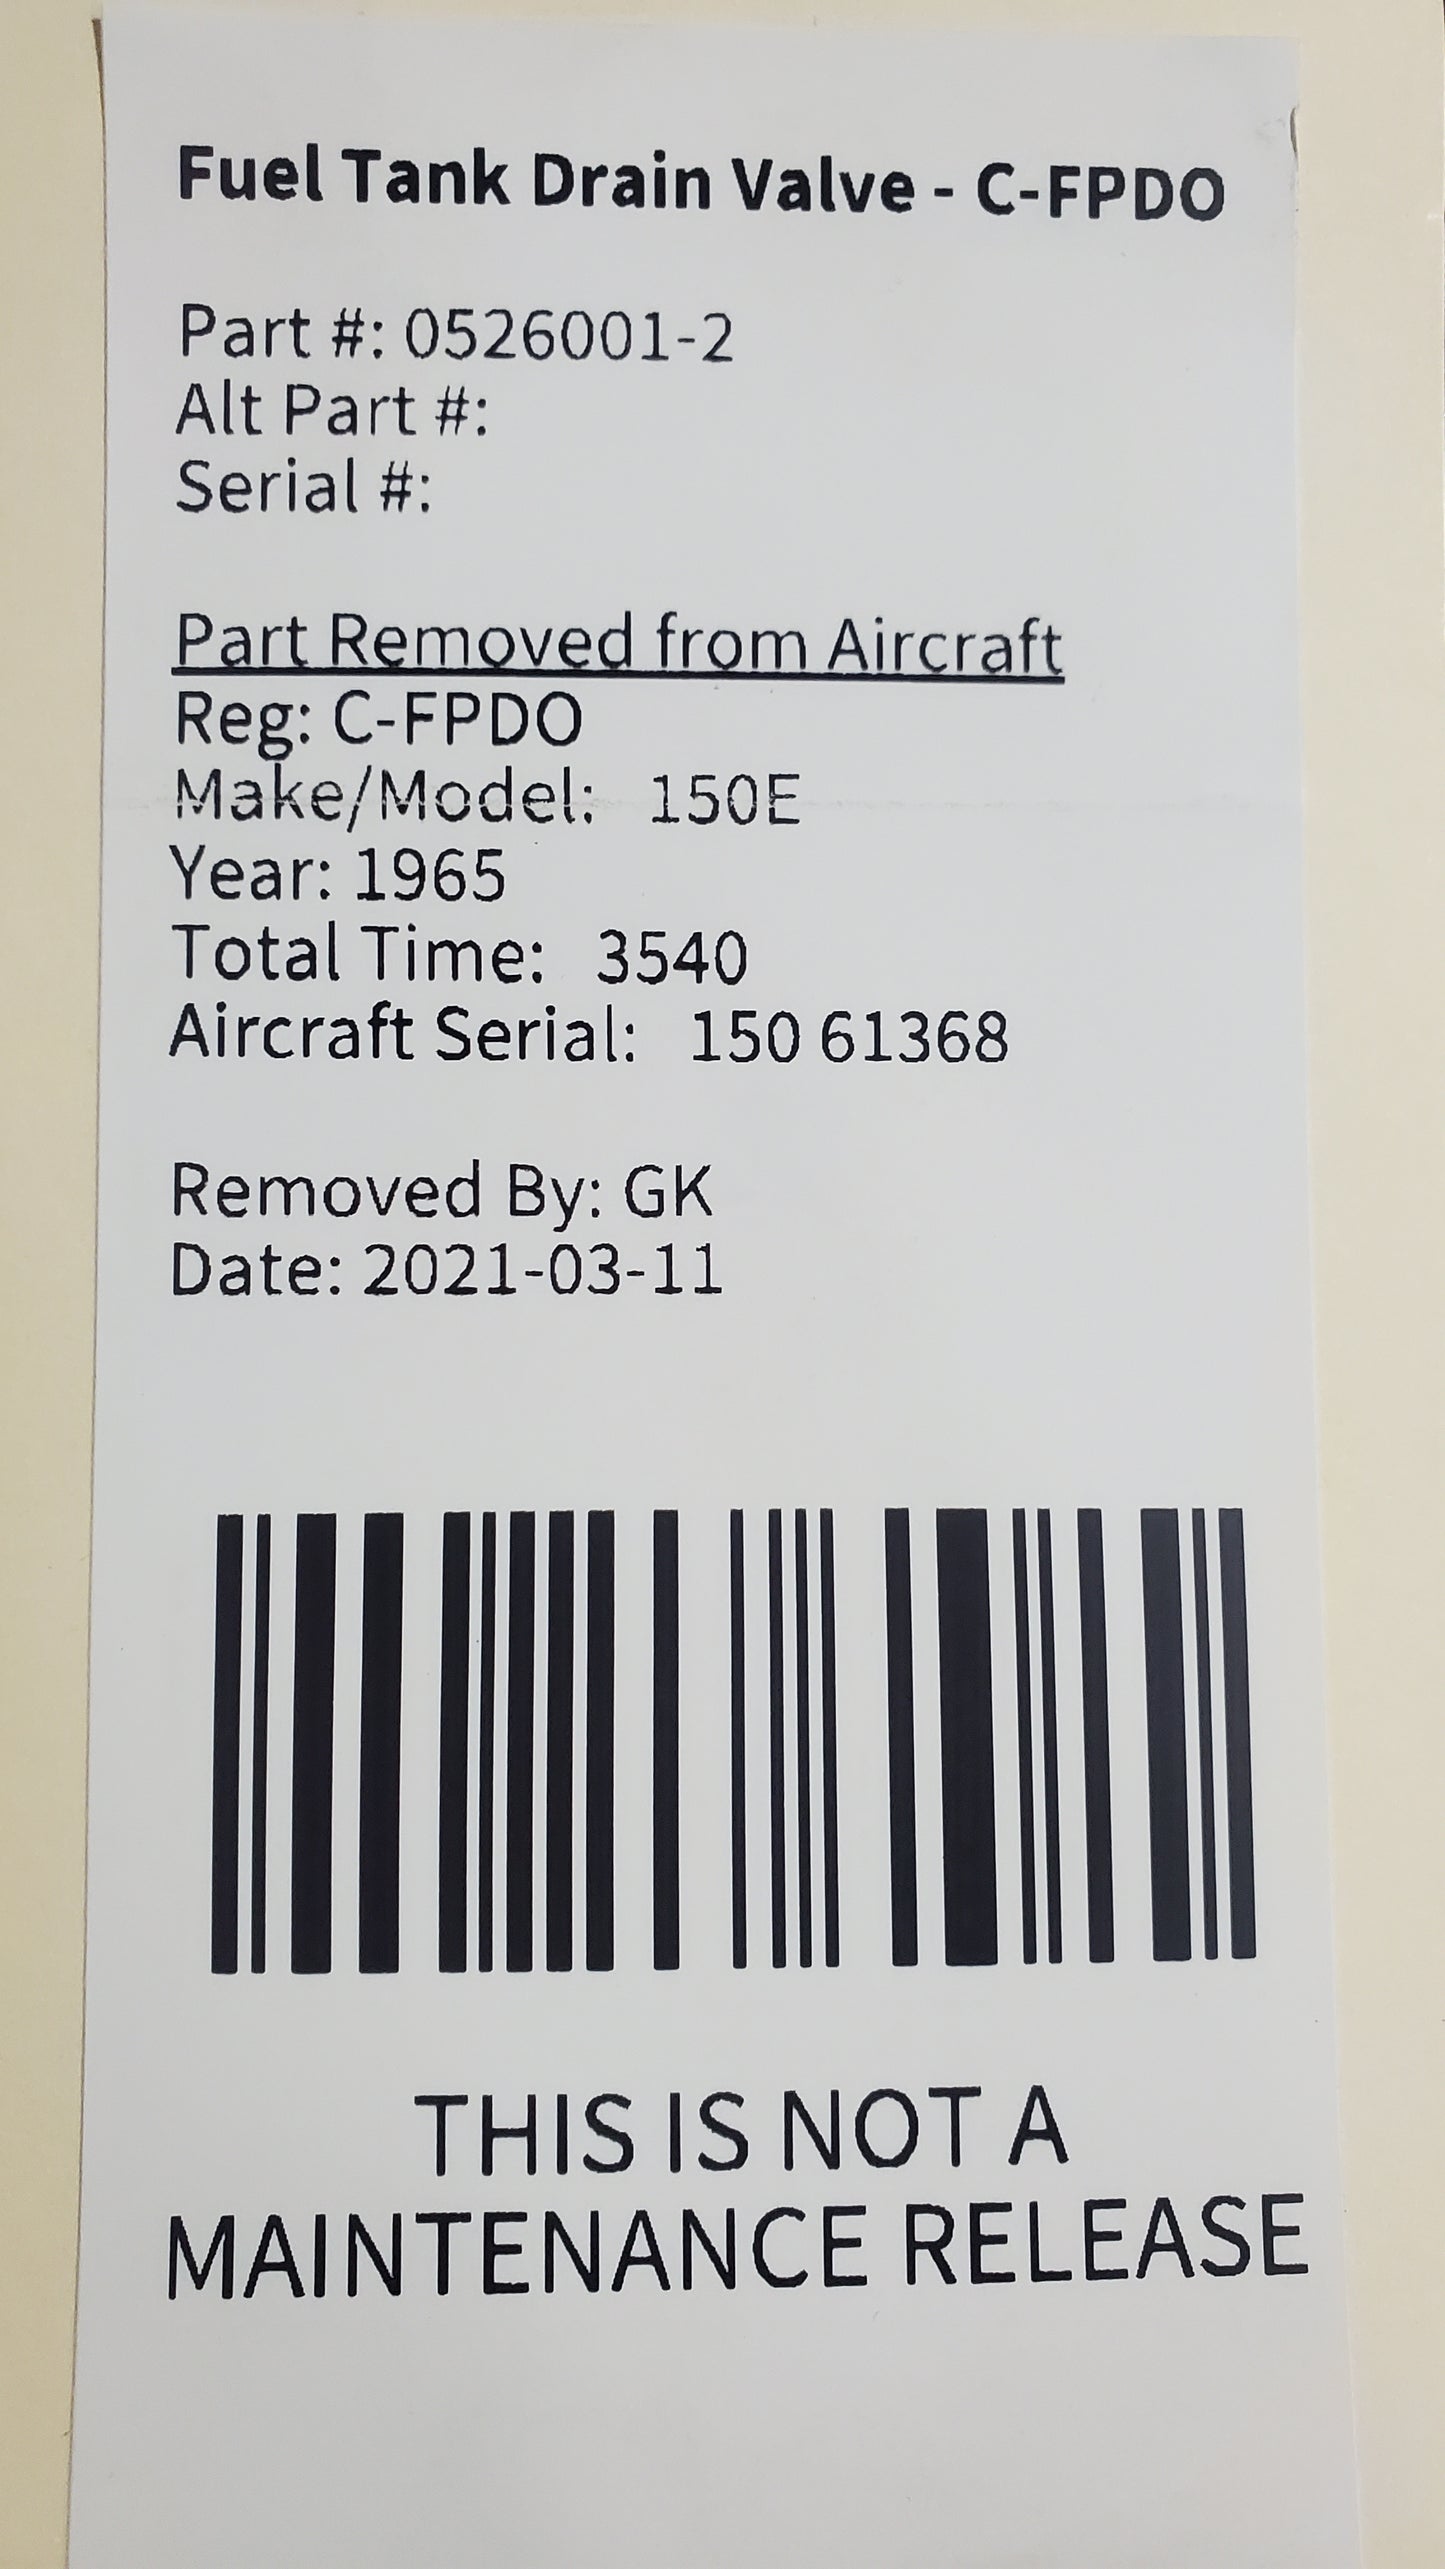 Fuel Tank Drain Valve - C-FPDO
Part #: 0526001-2
Alt Part #:
Serial #:
Part Removed from Aircraft
Reg: C-FPDO
Make/Model: 150E
Year: 1965
Total Time: 3540
Aircraft Serial: 150 61368
Removed By: GK
Date: 2021-03-11
THIS IS NOT A
MAINTENANCE RELEASE